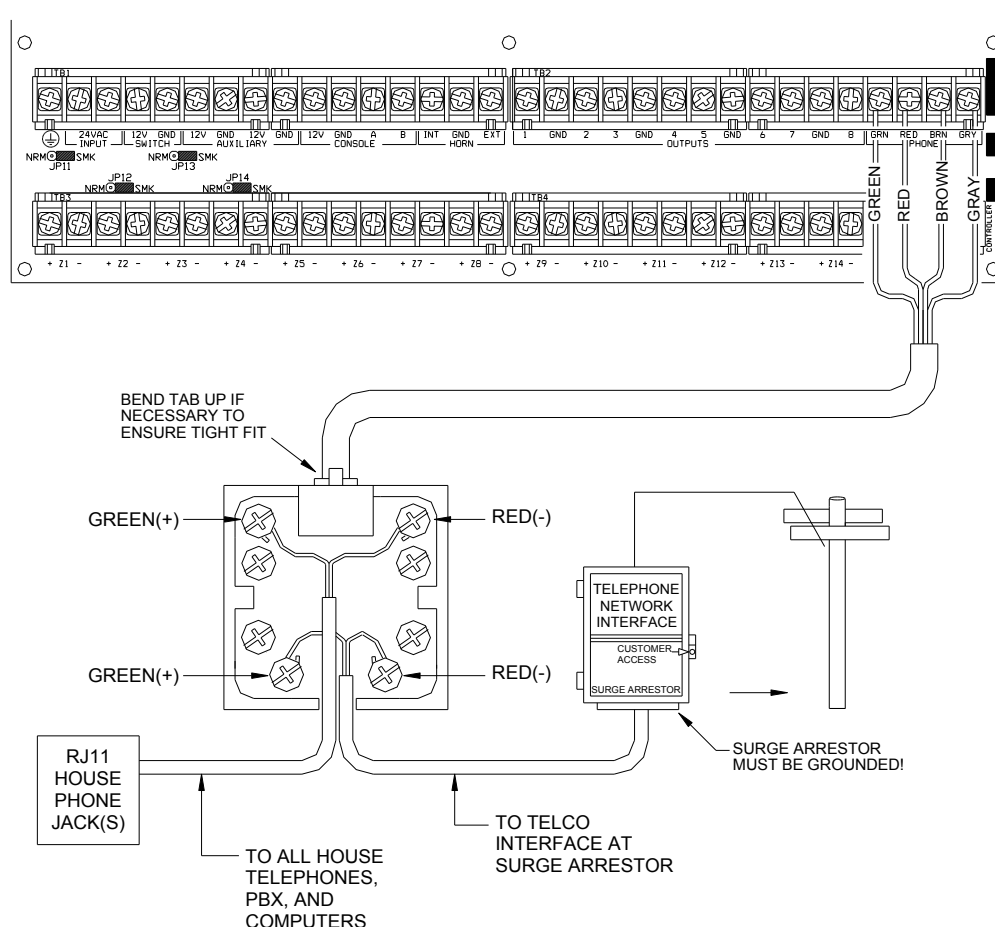 TB1 TB2
24VAC 12V GND 12V GND 12V GND 12V GND A B INT GND EXT 1 GND 2 3 GND 4 5 GND 6 7 GND 8 GRN RED BRN GRY
INPUT SWITCH AUXILIARY CONSOLE HORN OUTPUTS PHONE
NRM SMK NRM SMK
JP11 JP13
JP12 JP14
NRM SMK NRM SMK
GREEN
RED
BROWN
GRAY
CONTROLLER
TB3 TB4
+ Z1 - + Z2 - + Z3 - + Z4 - + Z5 - + Z6 - + Z7 - + Z8 - + Z9 - + Z10 - + Z11 - + Z12 - + Z13 - + Z14 -
BEND TAB UP IF
NECESSARY TO
ENSURE TIGHT FIT
GREEN(+)
RED(-)
TELEPHONE
NETWORK
INTERFACE
CUSTOMER
ACCESS
SURGE ARRESTOR
GREEN(+)
RED(-)
SURGE ARRESTOR
MUST BE GROUNDED!
RJ11
HOUSE
PHONE
JACK(S)
TO TELCO
INTERFACE AT
SURGE ARRESTOR
TO ALL HOUSE
TELEPHONES,
PBX, AND
COMPUTERS